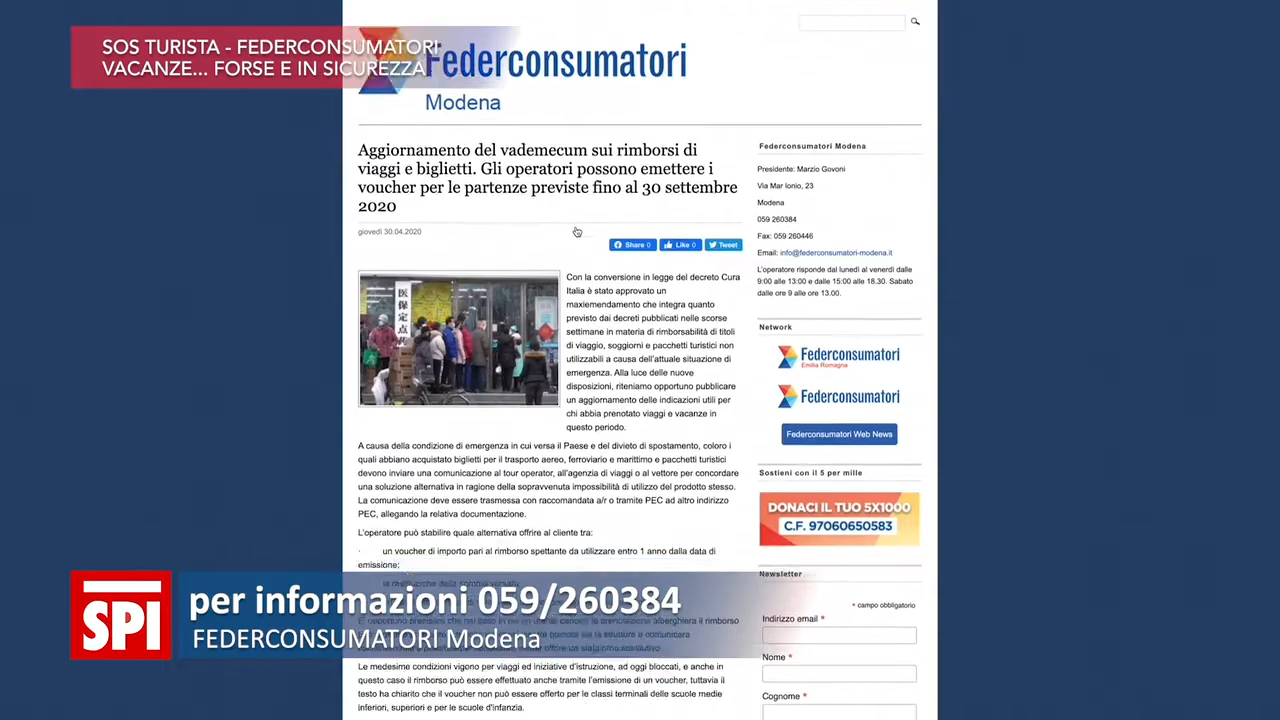 SOS TURISTA - FEDERCONSUMATORI
VACANZE... FORSE E IN SICUREZZA
Federconsumatori
Modena
Aggiornamento del vademecum sui rimborsi di
viaggi e biglietti. Gli operatori possono emettere i
voucher per le partenze previste fino al 30 settembre
2020
giovedì 30.04.2020
Share 0
Like 0
Tweet
医保定点
Con la conversione in legge del decreto Cura
Italia è stato approvato un
maxiemendamento che integra quanto
previsto dai decreti pubblicati nelle scorse
settimane in materia di rimborsabilità di titoli
di viaggio, soggiorni e pacchetti turistici non
utilizzabili a causa dell'attuale situazione di
emergenza. Alla luce delle nuove
disposizioni, riteniamo opportuno pubblicare
un aggiornamento delle indicazioni utili per
chi abbia prenotato viaggi e vacanze in
questo periodo.
A causa della condizione di emergenza in cui versa il Paese e del divieto di spostamento, coloro i
quali abbiano acquistato biglietti per il trasporto aereo, ferroviario e marittimo e pacchetti turistici
devono inviare una comunicazione al tour operator, all'agenzia di viaggi o al vettore per concordare
una soluzione alternativa in ragione della sopravvenuta impossibilità di utilizzo del prodotto stesso.
La comunicazione deve essere trasmessa con raccomandata a/r o tramite PEC ad altro indirizzo
PEC, allegando la relativa documentazione.
L'operatore può stabilire quale alternativa offrire al cliente tra:
· un voucher di importo pari al rimborso spettante da utilizzare entro 1 anno dalla data di
emissione;
Le medesime condizioni vigono per viaggi ed iniziative d'istruzione, ad oggi bloccati, e anche in
questo caso il rimborso può essere effettuato anche tramite l'emissione di un voucher, tuttavia il
testo ha chiarito che il voucher non può essere offerto per le classi terminali delle scuole medie
inferiori, superiori e per le scuole d'infanzia.
Federconsumatori Modena
Presidente: Marzio Govoni
Via Mar Ionio, 23
Modena
059 260384
Fax: 059 260446
Email: info@federconsumatori-modena.it
L'operatore risponde dal lunedì al venerdì dalle
9:00 alle 13:00 e dalle 15:00 alle 18.30. Sabato
dalle ore 9 alle ore 13.00.
Network
Federconsumatori
Emilia Romagna
Federconsumatori
Federconsumatori Web News
Sostieni con il 5 per mille
DONACI IL TUO 5X1000
C.F. 97060650583
Newsletter
* campo obbligatorio
Indirizzo email *
Nome *
Cognome *
SPI
per informazioni 059/260384
FEDERCONSUMATORI Modena